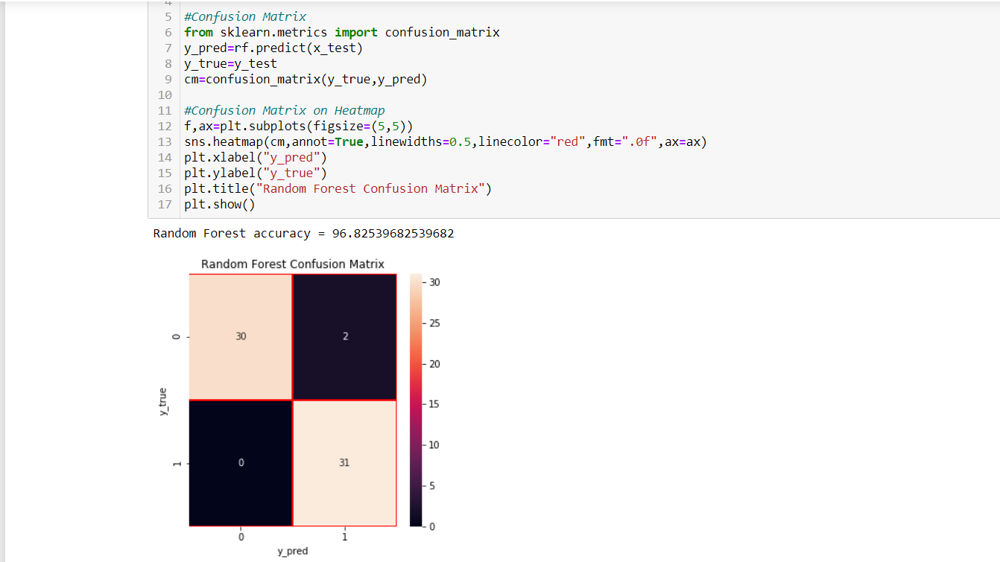 4
5 #Confusion Matrix
6 from sklearn.metrics import confusion_matrix
7 y_pred=rf.predict(x_test)
8 y_true=y_test
9 cm=confusion_matrix(y_true,y_pred)
10
11 #Confusion Matrix on Heatmap
12 f,ax=plt.subplots(figsize=(5,5))
13 sns.heatmap(cm,annot=True,linewidths=0.5,linecolor="red",fmt=".0f",ax=ax)
14 plt.xlabel("y_pred")
15 plt.ylabel("y_true")
16 plt.title("Random Forest Confusion Matrix")
17 plt.show()
Random Forest accuracy = 96.82539682539682
Random Forest Confusion Matrix
30
25
20
15
10
5
0
30 2
0 31
0
1
y_true
0 1
y_pred